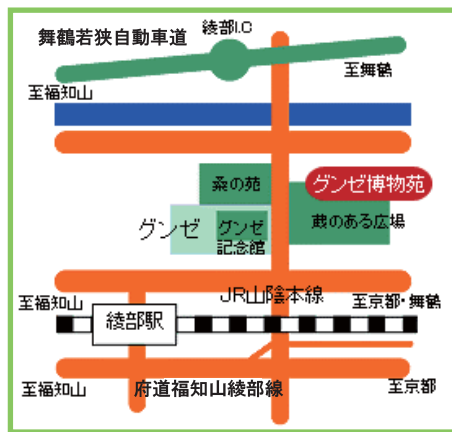 綾部I.C
舞鶴若狭自動車道
至舞鶴
至福知山
桑の苑
グンゼ博物苑
グンゼ
グンゼ
記念館
蔵のある広場
JR山陰本線
至福知山
至京都・舞鶴
綾部駅
府道福知山綾部線
至福知山
至京都